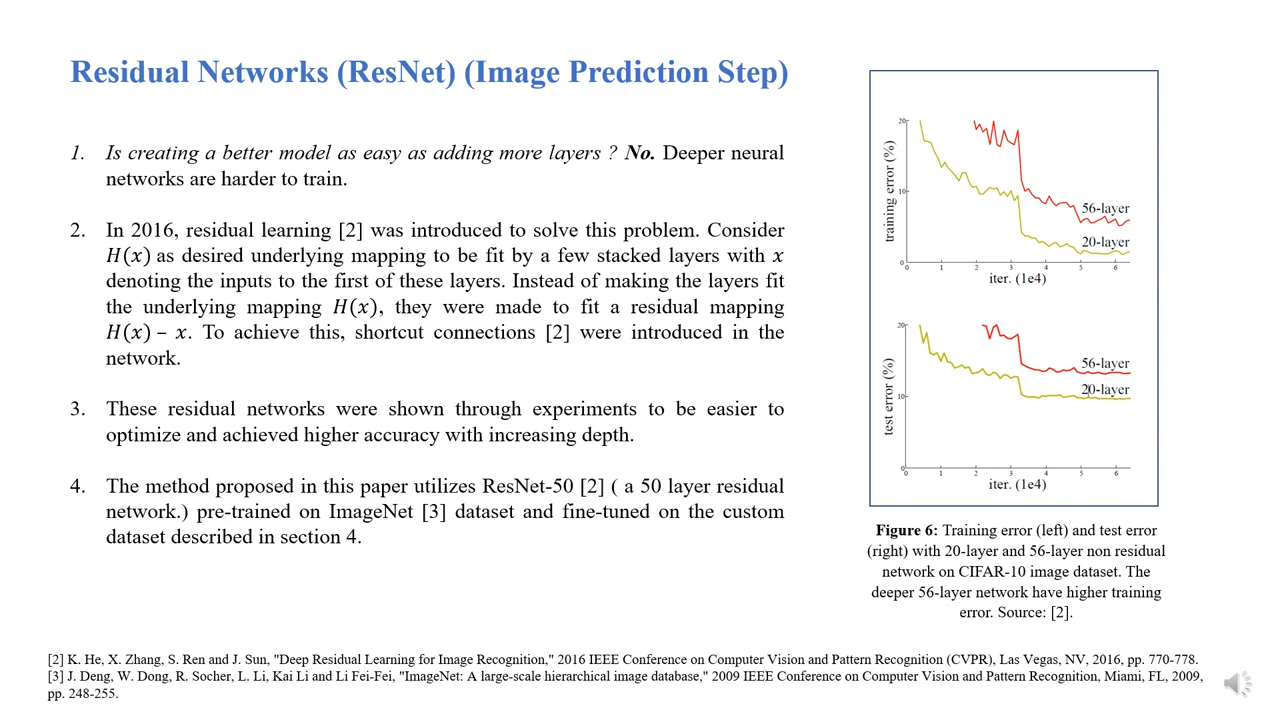 Residual Networks (ResNet) (Image Prediction Step)
1. Is creating a better model as easy as adding more layers ? No. Deeper neural
networks are harder to train.
2. In 2016, residual learning [2] was introduced to solve this problem. Consider
H(x) as desired underlying mapping to be fit by a few stacked layers with x
denoting the inputs to the first of these layers. Instead of making the layers fit
the underlying mapping H(x), they were made to fit a residual mapping
H(x) – x. To achieve this, shortcut connections [2] were introduced in the
network.
3. These residual networks were shown through experiments to be easier to
optimize and achieved higher accuracy with increasing depth.
4. The method proposed in this paper utilizes ResNet-50 [2] ( a 50 layer residual
network.) pre-trained on ImageNet [3] dataset and fine-tuned on the custom
dataset described in section 4.
20
10
0
training error (%)
56-layer
20-layer
0 1 2 3 4 5 6
iter. (1e4)
20
10
0
test error (%)
56-layer
20-layer
0 1 2 3 4 5 6
iter. (1e4)
Figure 6: Training error (left) and test error
(right) with 20-layer and 56-layer non residual
network on CIFAR-10 image dataset. The
deeper 56-layer network have higher training
error. Source: [2].
[2] K. He, X. Zhang, S. Ren and J. Sun, "Deep Residual Learning for Image Recognition," 2016 IEEE Conference on Computer Vision and Pattern Recognition (CVPR), Las Vegas, NV, 2016, pp. 770-778.
[3] J. Deng, W. Dong, R. Socher, L. Li, Kai Li and Li Fei-Fei, "ImageNet: A large-scale hierarchical image database," 2009 IEEE Conference on Computer Vision and Pattern Recognition, Miami, FL, 2009,
pp. 248-255.